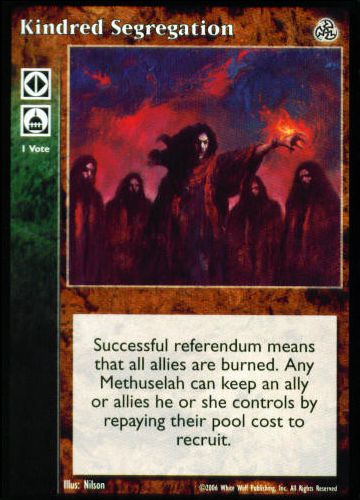 Kindred Segregation
1 Vote
Successful referendum means
that all allies are burned. Any
Methuselah can keep an ally
or allies he or she controls by
repaying their pool cost to
recruit.
Illus: Nilson
©2006 White Wolf Publishing, Inc. All Rights Reserved